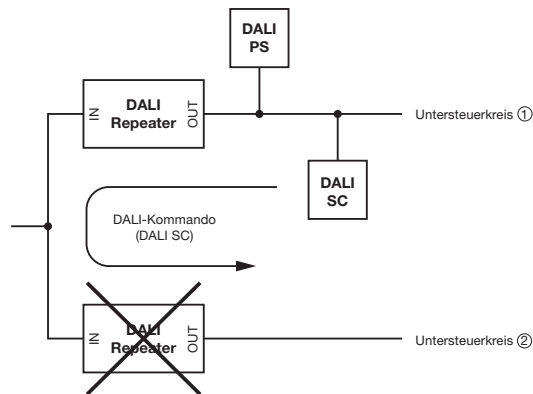 DALI
PS
IN
DALI
Repeater
OUT
Untersteuerkreis ①
DALI
SC
DALI-Kommando
(DALI SC)
IN
DALI
Repeater
OUT
Untersteuerkreis ②